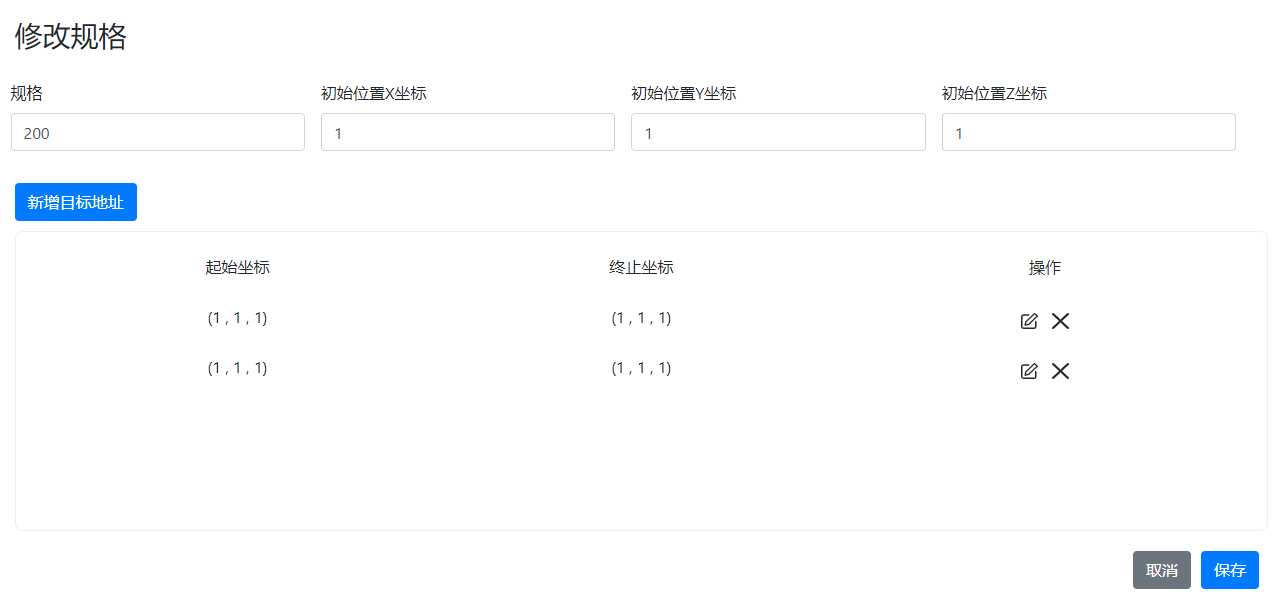 修改规格
规格 初始位置X坐标 初始位置Y坐标 初始位置Z坐标
200 1 1 1
新增目标地址
起始坐标 终止坐标 操作
(1 , 1 , 1) (1 , 1 , 1)
(1 , 1 , 1) (1 , 1 , 1)
取消 保存